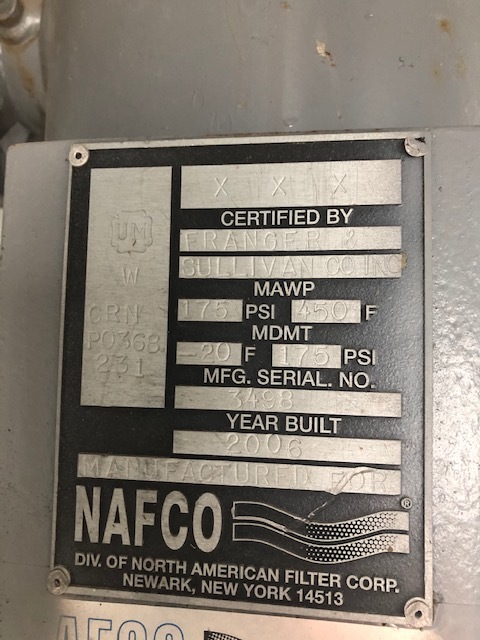 X X X
CERTIFIED BY
FRANGER &
SULLIVAN CO INC
MAWP
175 PSI 450 F
MDMT
-20 F 175 PSI
MFG. SERIAL. NO.
3498
YEAR BUILT
2006
MANUFACTURED FOR
UM
W
CRN
P0368.
231
NAFCO ®
DIV. OF NORTH AMERICAN FILTER CORP.
NEWARK, NEW YORK 14513